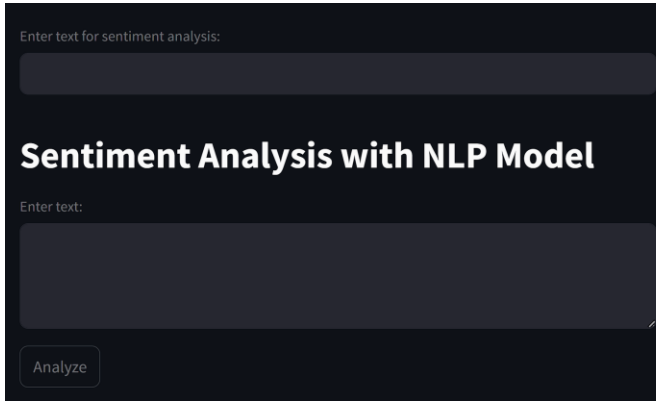 Enter text for sentiment analysis:
Sentiment Analysis with NLP Model
Enter text:
Analyze